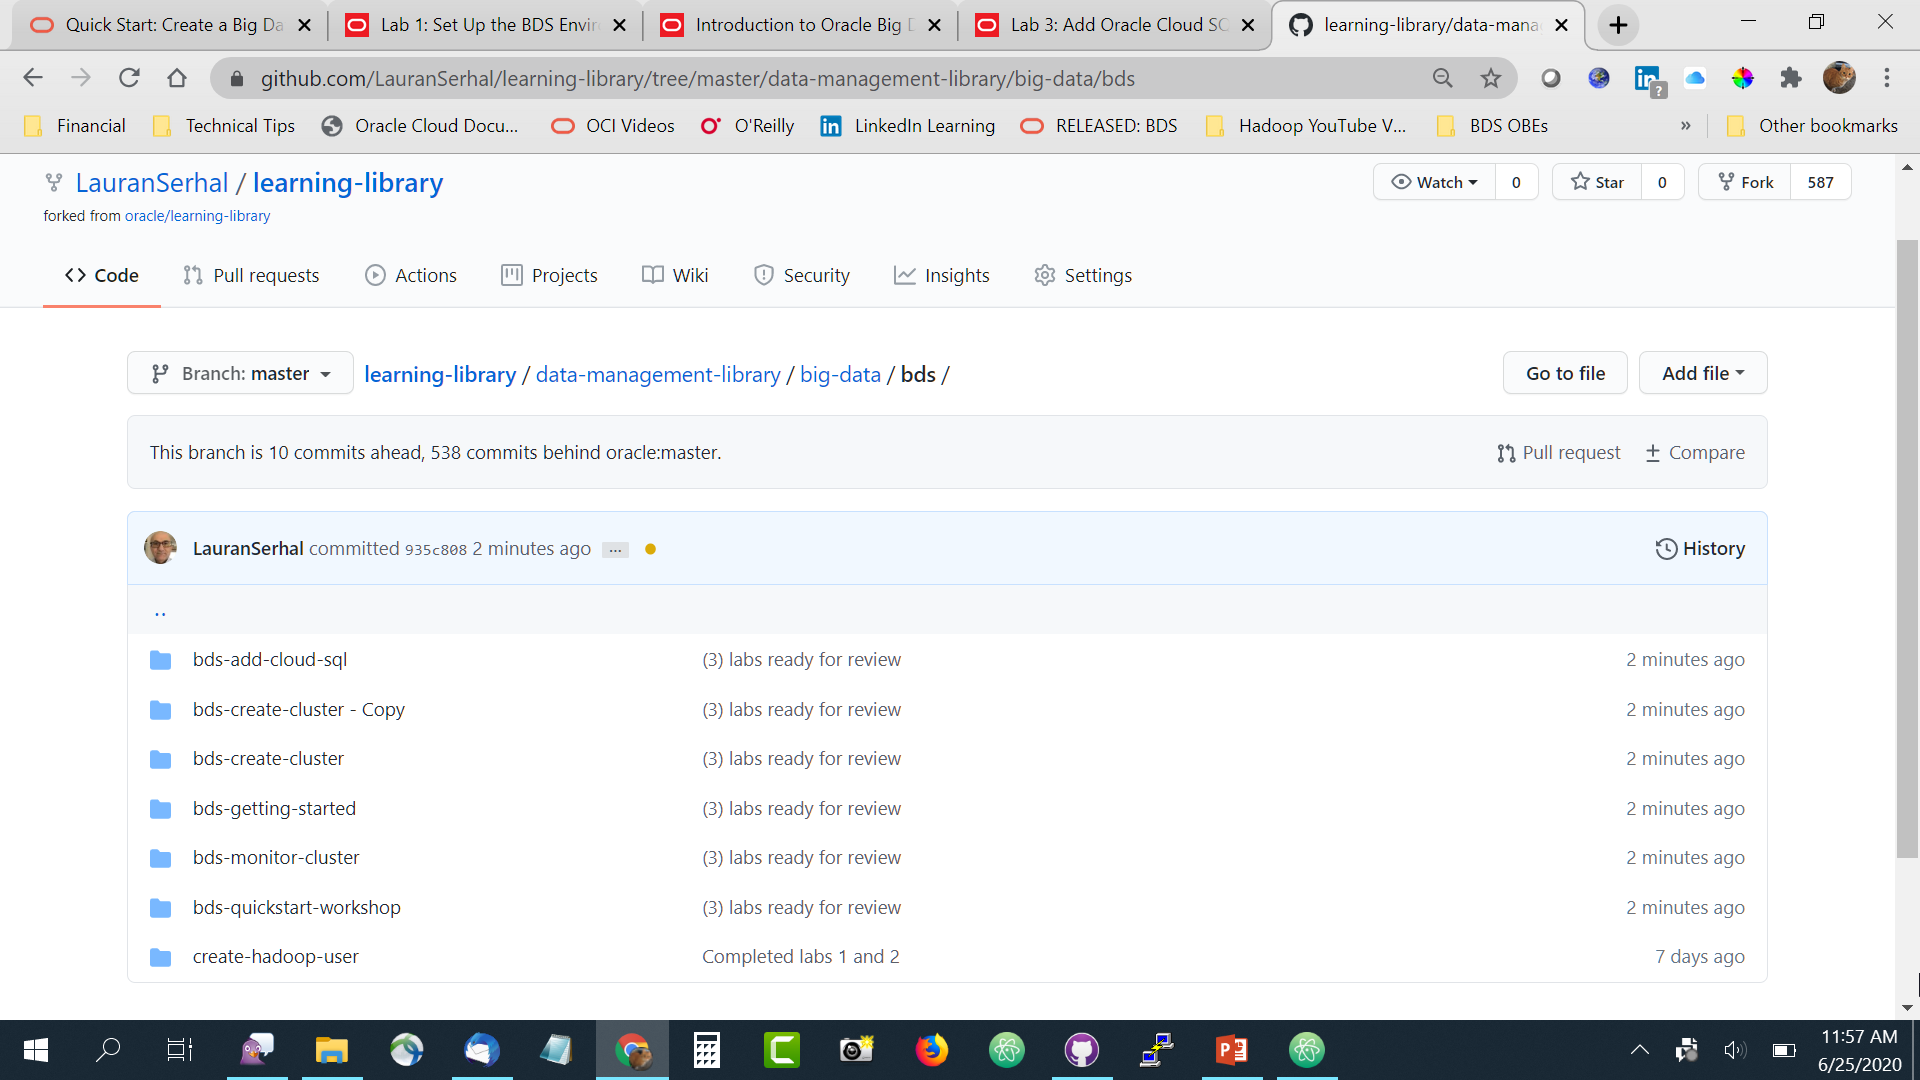 Quick Start: Create a Big Da
Lab 1: Set Up the BDS Envir
Introduction to Oracle Big D
Lab 3: Add Oracle Cloud SQ
learning-library/data-mana
github.com/LauranSerhal/learning-library/tree/master/data-management-library/big-data/bds
Financial
Technical Tips
Oracle Cloud Docu...
OCI Videos
O'Reilly
LinkedIn Learning
RELEASED: BDS
Hadoop YouTube V...
BDS OBEs
»
Other bookmarks
LauranSerhal / learning-library
Watch 0
Star 0
Fork 587
forked from oracle/learning-library
Code
Pull requests
Actions
Projects
Wiki
Security
Insights
Settings
Branch: master
learning-library / data-management-library / big-data / bds /
Go to file
Add file
This branch is 10 commits ahead, 538 commits behind oracle:master.
Pull request
Compare
LauranSerhal committed 935c808 2 minutes ago ...
History
..
bds-add-cloud-sql (3) labs ready for review 2 minutes ago
bds-create-cluster - Copy (3) labs ready for review 2 minutes ago
bds-create-cluster (3) labs ready for review 2 minutes ago
bds-getting-started (3) labs ready for review 2 minutes ago
bds-monitor-cluster (3) labs ready for review 2 minutes ago
bds-quickstart-workshop (3) labs ready for review 2 minutes ago
create-hadoop-user Completed labs 1 and 2 7 days ago
11:57 AM
6/25/2020